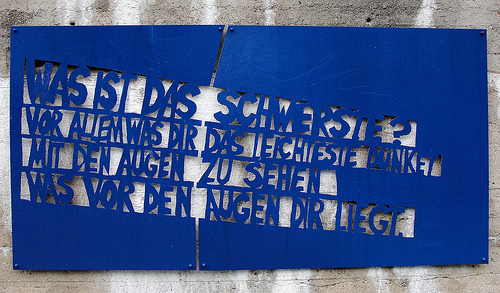 WAS IST DAS SCHWERSTE?
VOR ALLEM WAS DIR DAS LEICHTESTE DÜNKET
MIT DEN AUGEN ZU SEHEN
WAS VOR DEN AUGEN DIR LIEGT.